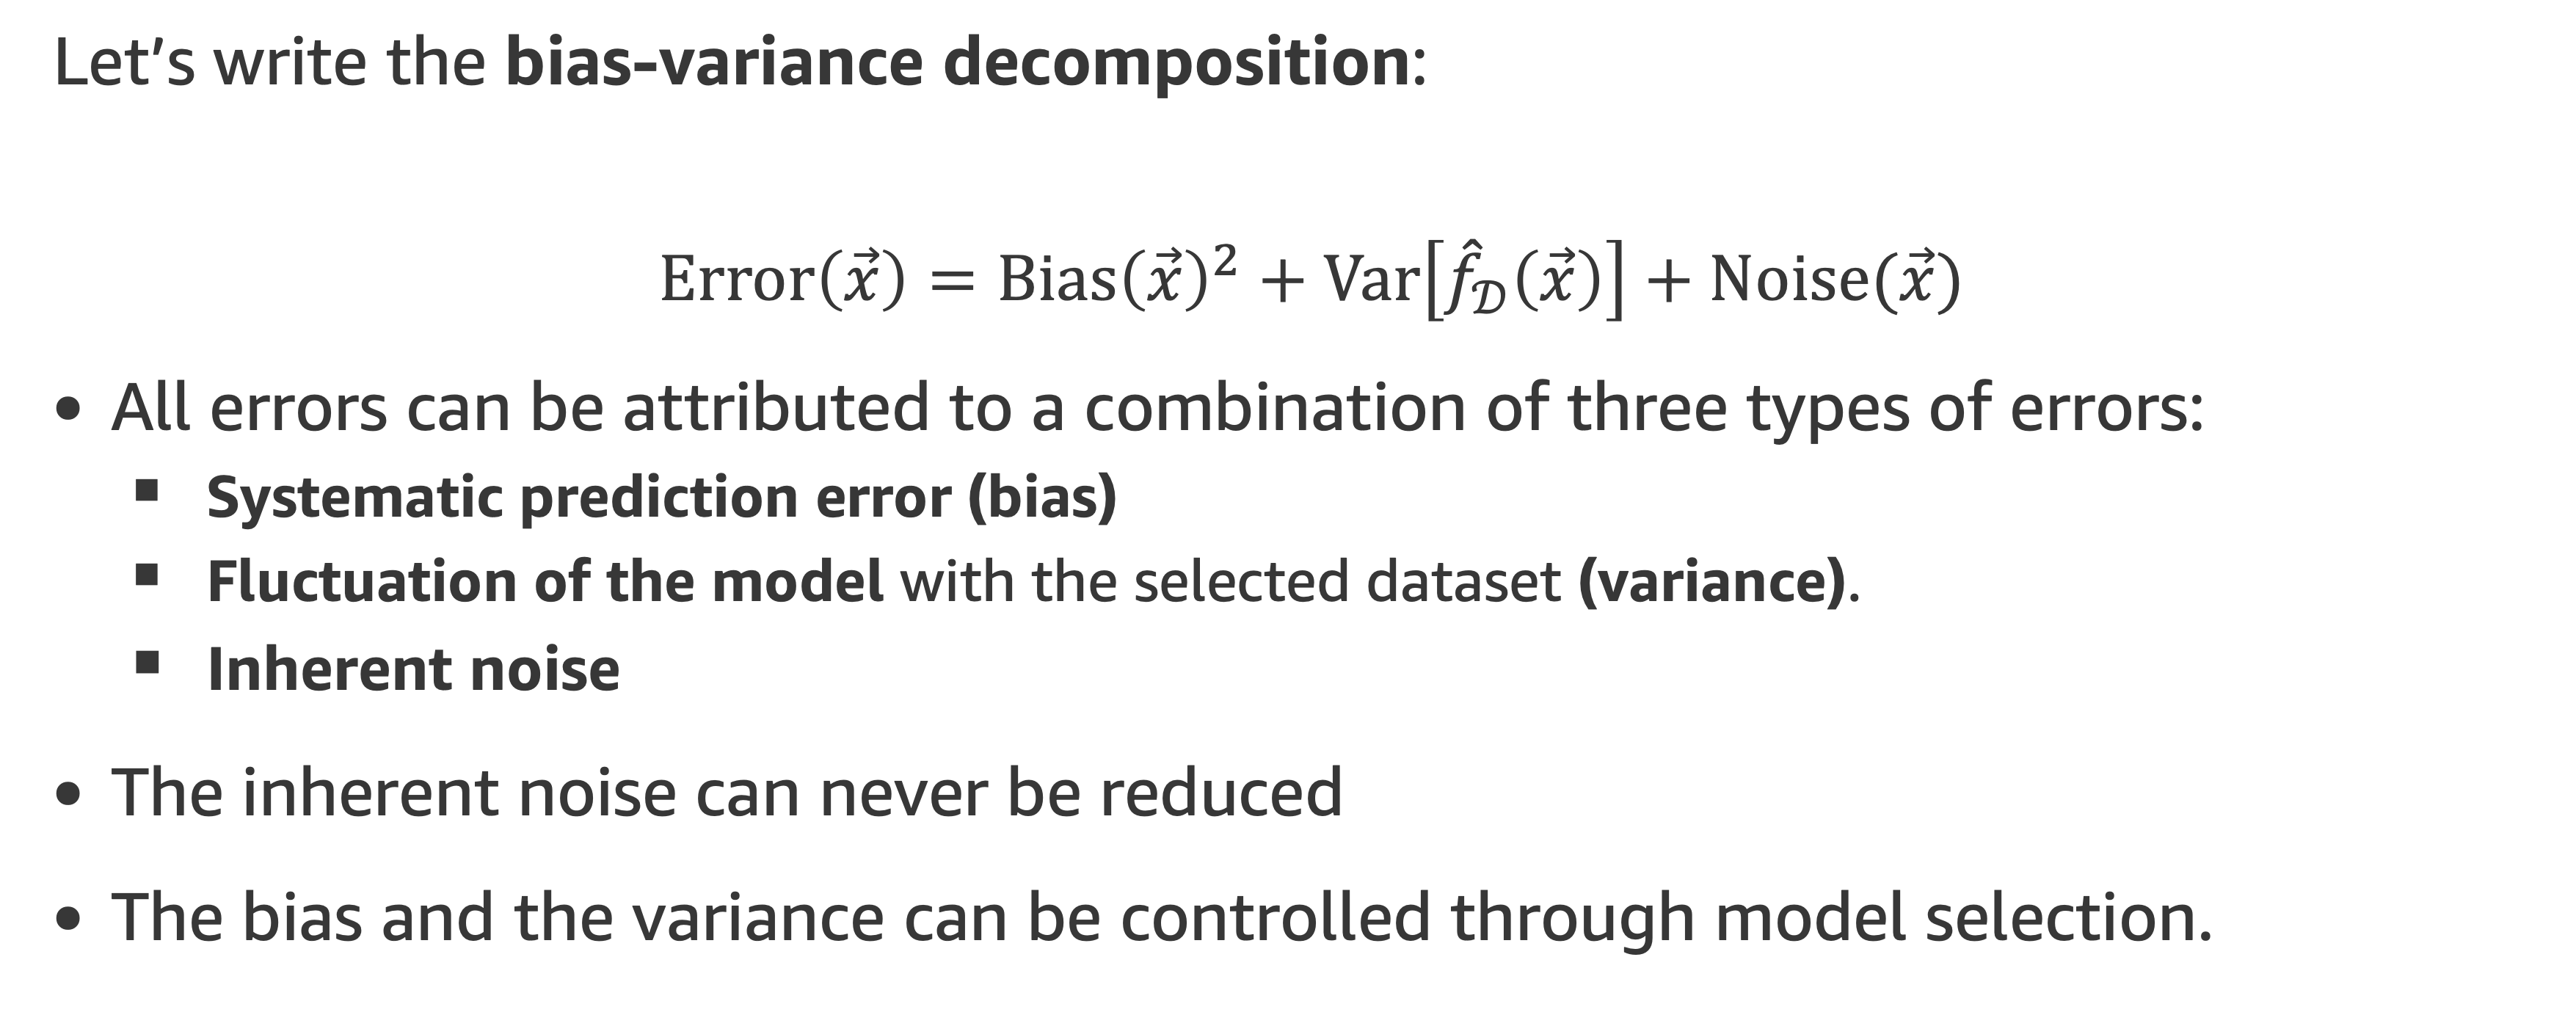 Let’s write the bias-variance decomposition:
Error(x⃗) = Bias(x⃗)² + Var[f̂_𝒟(x⃗)] + Noise(x⃗)
• All errors can be attributed to a combination of three types of errors:
▪ Systematic prediction error (bias)
▪ Fluctuation of the model with the selected dataset (variance).
▪ Inherent noise
• The inherent noise can never be reduced
• The bias and the variance can be controlled through model selection.